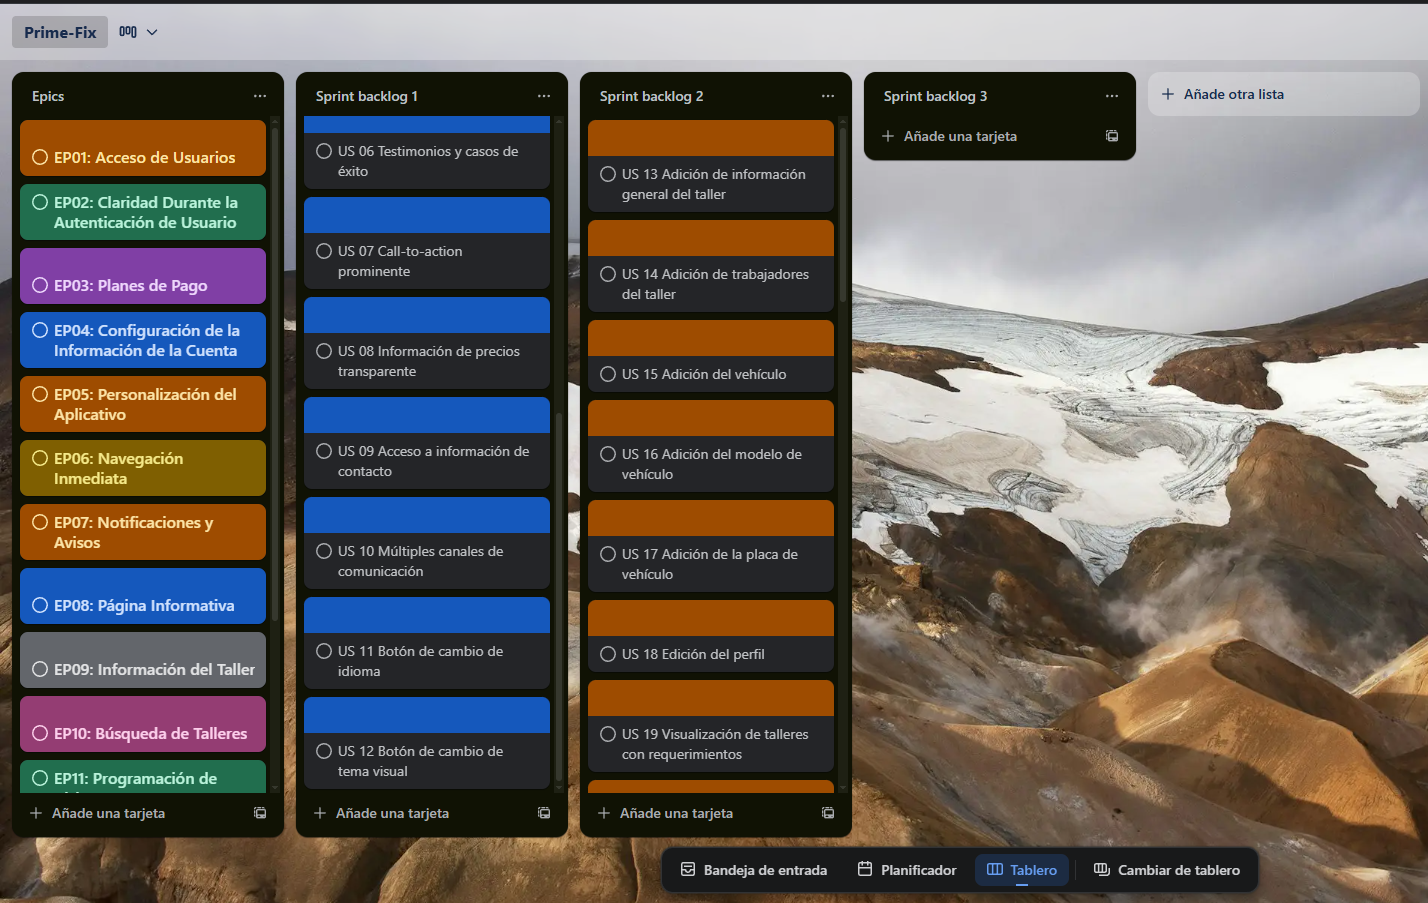 Prime-Fix
Epics
EP01: Acceso de Usuarios
EP02: Claridad Durante la
Autenticación de Usuario
EP03: Planes de Pago
EP04: Configuración de la
Información de la Cuenta
EP05: Personalización del
Aplicativo
EP06: Navegación
Inmediata
EP07: Notificaciones y
Avisos
EP08: Página Informativa
EP09: Información del Taller
EP10: Búsqueda de Talleres
EP11: Programación de
Añade una tarjeta
Sprint backlog 1
US 06 Testimonios y casos de
éxito
US 07 Call-to-action
prominente
US 08 Información de precios
transparente
US 09 Acceso a información de
contacto
US 10 Múltiples canales de
comunicación
US 11 Botón de cambio de
idioma
US 12 Botón de cambio de
tema visual
Añade una tarjeta
Sprint backlog 2
US 13 Adición de información
general del taller
US 14 Adición de trabajadores
del taller
US 15 Adición del vehículo
US 16 Adición del modelo de
vehículo
US 17 Adición de la placa de
vehículo
US 18 Edición del perfil
US 19 Visualización de talleres
con requerimientos
Añade una tarjeta
Sprint backlog 3
Añade una tarjeta
Añade otra lista
Bandeja de entrada
Planificador
Tablero
Cambiar de tablero